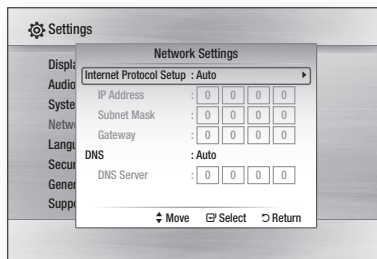 Settings
Network Settings
Internet Protocol Setup : Auto
IP Address : 0 0 0 0
Subnet Mask : 0 0 0 0
Gateway : 0 0 0 0
DNS : Auto
DNS Server : 0 0 0 0
Move Select Return
Displa
Audio
Syste
Netwo
Langu
Secur
Gener
Suppo